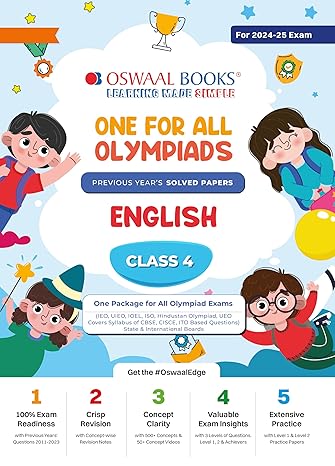 For 2024-25 Exam
OSWAAL BOOKS®
LEARNING MADE SIMPLE
ONE FOR ALL
OLYMPIADS
PREVIOUS YEAR'S SOLVED PAPERS
ENGLISH
CLASS 4
One Package for All Olympiad Exams
(IEO, UIEO, IOEL, ISO, Hindustan Olympiad, UEO
Covers Syllabus of CBSE, CISCE, ITO Based Questions)
State & International Boards
Get the #OswaalEdge
1
100% Exam
Readiness
with Previous Years'
Questions 2011-2023
2
Crisp
Revision
with Concept-wise
Revision Notes
3
Concept
Clarity
with 500+ Concepts &
50+ Concept Videos
4
Valuable
Exam Insights
with 3 Levels of Questions-
Level 1, 2 & Achievers
5
Extensive
Practice
with Level 1 & Level 2
Practice Papers